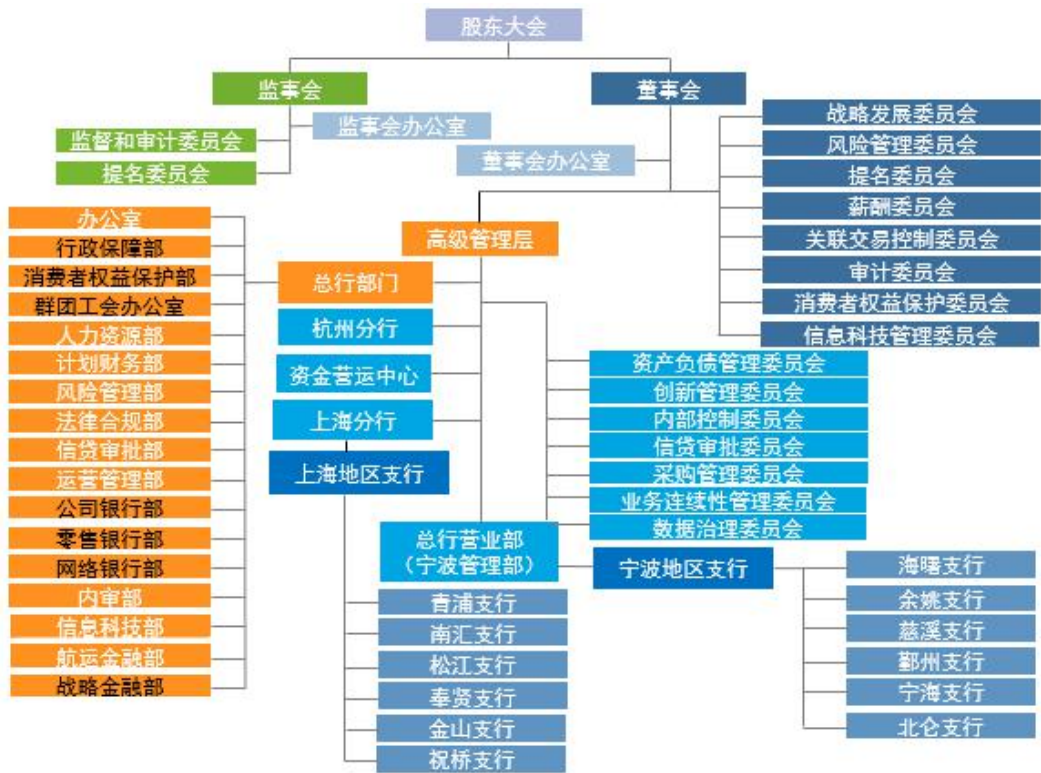 股东大会
监事会
董事会
监事会办公室
监督和审计委员会
提名委员会
董事会办公室
战略发展委员会
风险管理委员会
提名委员会
薪酬委员会
关联交易控制委员会
审计委员会
消费者权益保护委员会
信息科技管理委员会
高级管理层
总行部门
办公室
行政保障部
消费者权益保护部
群团工会办公室
人力资源部
计划财务部
风险管理部
法律合规部
信贷审批部
运营管理部
公司银行部
零售银行部
网络银行部
内审部
信息科技部
航运金融部
战略金融部
杭州分行
资金营运中心
上海分行
上海地区支行
资产负债管理委员会
创新管理委员会
内部控制委员会
信贷审批委员会
采购管理委员会
业务连续性管理委员会
数据治理委员会
总行营业部
（宁波管理部）
宁波地区支行
青浦支行
南汇支行
松江支行
奉贤支行
金山支行
祝桥支行
海曙支行
余姚支行
慈溪支行
鄞州支行
宁海支行
北仑支行